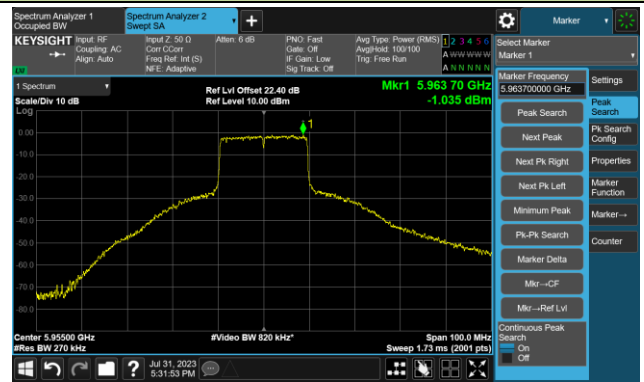 Spectrum Analyzer 1
Occupied BW
Spectrum Analyzer 2
Swept SA
Marker
KEYSIGHT
Input: RF
Coupling: AC
Align: Auto
Input Z: 50 Ω
Corr CCorr
Freq Ref: Int (S)
NFE: Adaptive
Atten: 6 dB
PNO: Fast
Gate: Off
IF Gain: Low
Sig Track: Off
Avg Type: Power (RMS)
Avg|Hold: 100/100
Trig: Free Run
1 2 3 4 5 6
A W W W W W
A N N N N N
LW
Select Marker
Marker 1
1 Spectrum
Scale/Div 10 dB
Log
Ref Lvl Offset 22.40 dB
Ref Level 10.00 dBm
Mkr1 5.963 70 GHz
-1.035 dBm
1
0.00
-10.0
-20.0
-30.0
-40.0
-50.0
-60.0
-70.0
-80.0
Center 5.95500 GHz
#Res BW 270 kHz
#Video BW 820 kHz*
Span 100.0 MHz
Sweep 1.73 ms (2001 pts)
Marker Frequency
5.963700000 GHz
Peak Search
Next Peak
Next Pk Right
Next Pk Left
Minimum Peak
Pk-Pk Search
Marker Delta
Mkr→CF
Mkr→Ref Lvl
Continuous Peak
Search
On
Off
Settings
Peak
Search
Pk Search
Config
Properties
Marker
Function
Marker→
Counter
?
Jul 31, 2023
5:31:53 PM